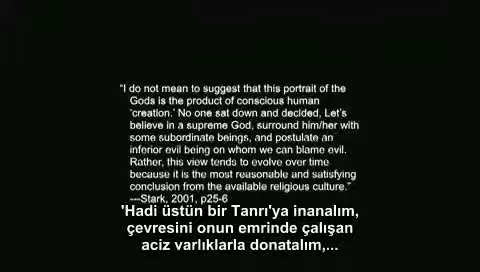 “I do not mean to suggest that this portrait of the
Gods is the product of conscious human
‘creation.’ No one sat down and decided, Let’s
believe in a supreme God, surround him/her with
some subordinate beings, and postulate an
inferior evil being on whom we can blame evil.
Rather, this view tends to evolve over time
because it is the most reasonable and satisfying
conclusion from the available religious culture.”
---Stark, 2001, p25-6
'Hadi üstün bir Tanrı'ya inanalım,
çevresini onun emrinde çalışan
aciz varlıklarla donatalım,...